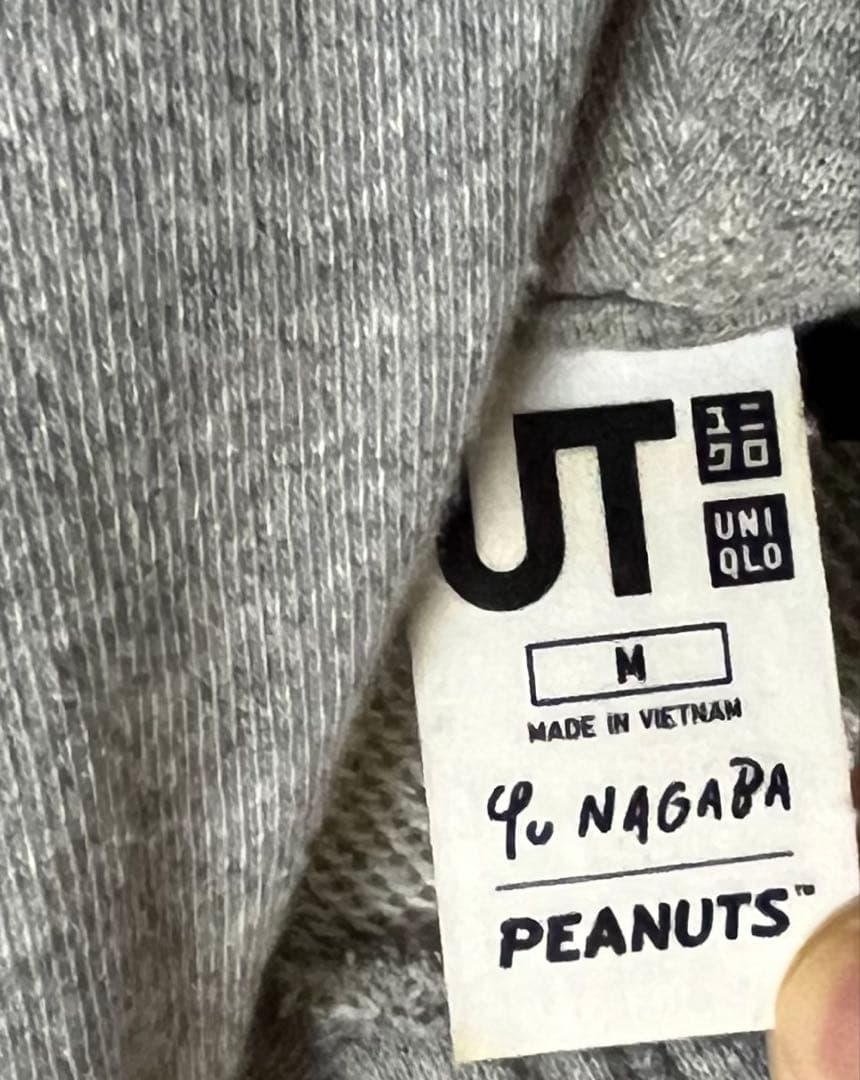 UT
ユニ
クロ
UNI
QLO
M
MADE IN VIETNAM
Yu NAGABA
PEANUTS™